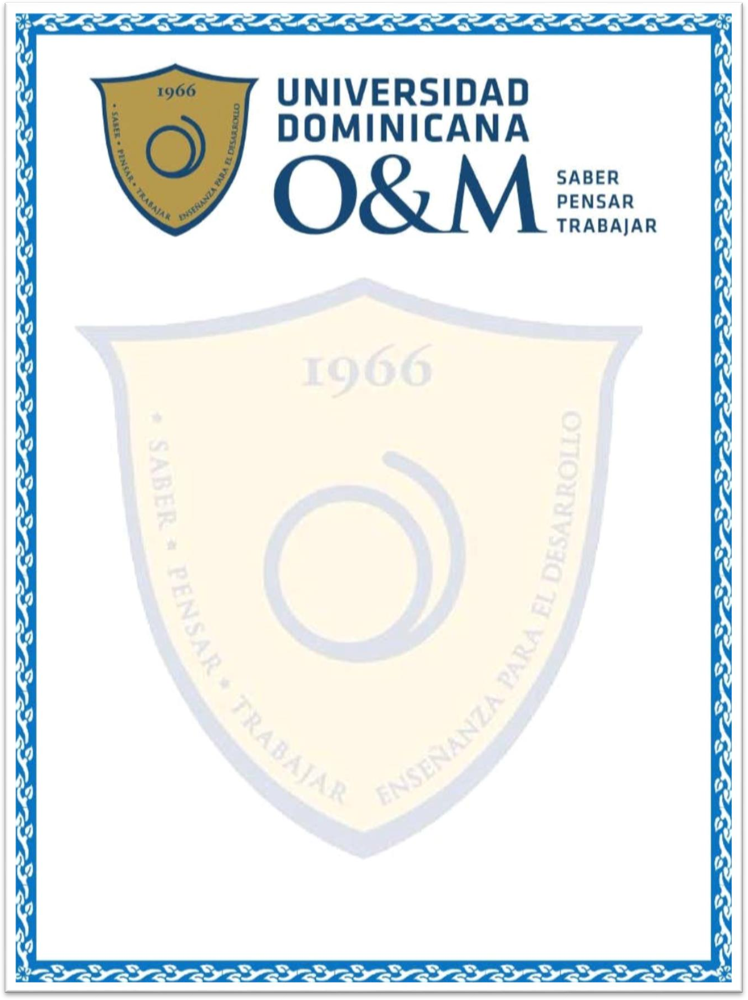 1966
• SABER • PENSAR • TRABAJAR
ENSEÑANZA PARA EL DESARROLLO
UNIVERSIDAD
DOMINICANA
O&M
SABER
PENSAR
TRABAJAR
1966
* SABER * PENSAR * TRABAJAR
ENSEÑANZA PARA EL DESARROLLO